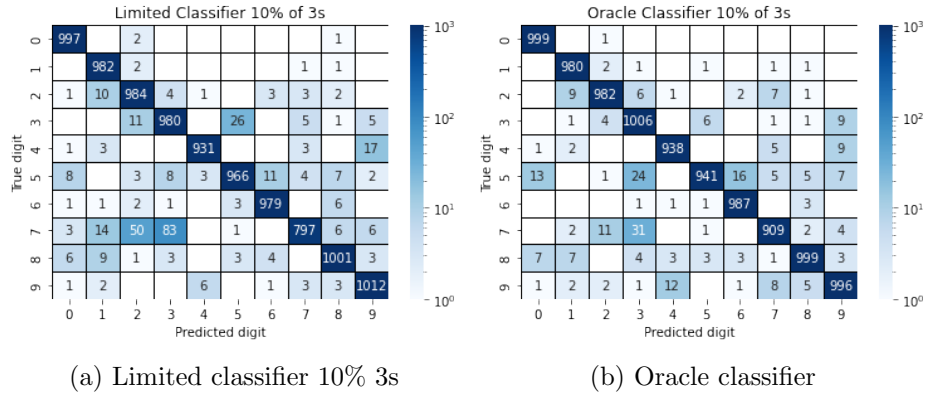 Limited Classifier 10% of 3s
0 997 2 1
1 982 2 1 1
2 1 10 984 4 1 3 3 2
3 11 980 26 5 1 5
4 1 3 931 3 17
5 8 3 8 3 966 11 4 7 2
6 1 1 2 1 3 979 6
7 3 14 50 83 1 797 6 6
8 6 9 1 3 3 4 1001 3
9 1 2 6 1 3 3 1012
0 1 2 3 4 5 6 7 8 9
Predicted digit
True digit
10³
10²
10¹
10⁰
Oracle Classifier 10% of 3s
0 999 1
1 980 2 1 1 1 1
2 9 982 6 1 2 7 1
3 1 4 1006 6 1 1 9
4 1 2 938 5 9
5 13 1 24 941 16 5 5 7
6 1 1 1 987 3
7 2 11 31 909 2 4
8 7 7 4 3 3 3 1 999 3
9 1 2 2 1 12 1 8 5 996
0 1 2 3 4 5 6 7 8 9
Predicted digit
True digit
10³
10²
10¹
10⁰
(a) Limited classifier 10% 3s
(b) Oracle classifier